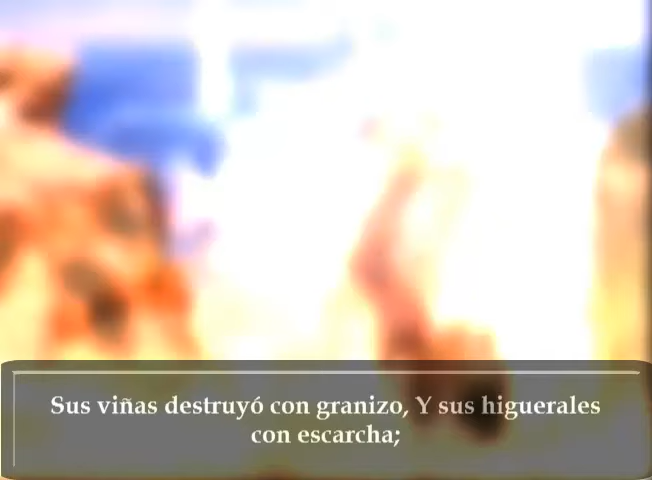 Sus viñas destruyó con granizo, Y sus higuerales
con escarcha;